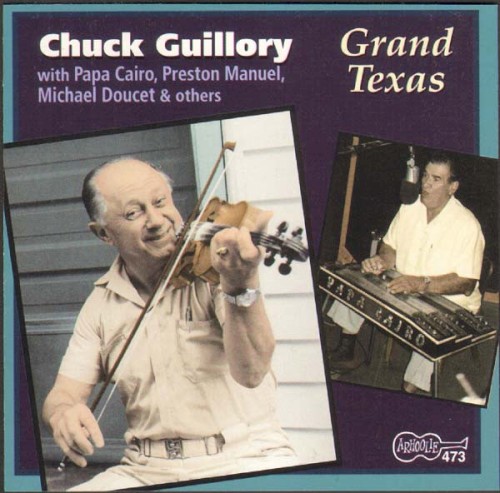 Chuck Guillory
with Papa Cairo, Preston Manuel,
Michael Doucet & others
Grand
Texas
PAPA CAIRO
ARHOOLIE
473